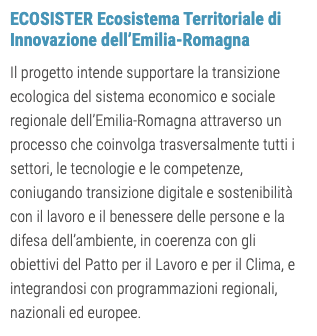 ECOSISTER Ecosistema Territoriale di
Innovazione dell’Emilia-Romagna
Il progetto intende supportare la transizione
ecologica del sistema economico e sociale
regionale dell’Emilia-Romagna attraverso un
processo che coinvolga trasversalmente tutti i
settori, le tecnologie e le competenze,
coniugando transizione digitale e sostenibilità
con il lavoro e il benessere delle persone e la
difesa dell’ambiente, in coerenza con gli
obiettivi del Patto per il Lavoro e per il Clima, e
integrandosi con programmazioni regionali,
nazionali ed europee.